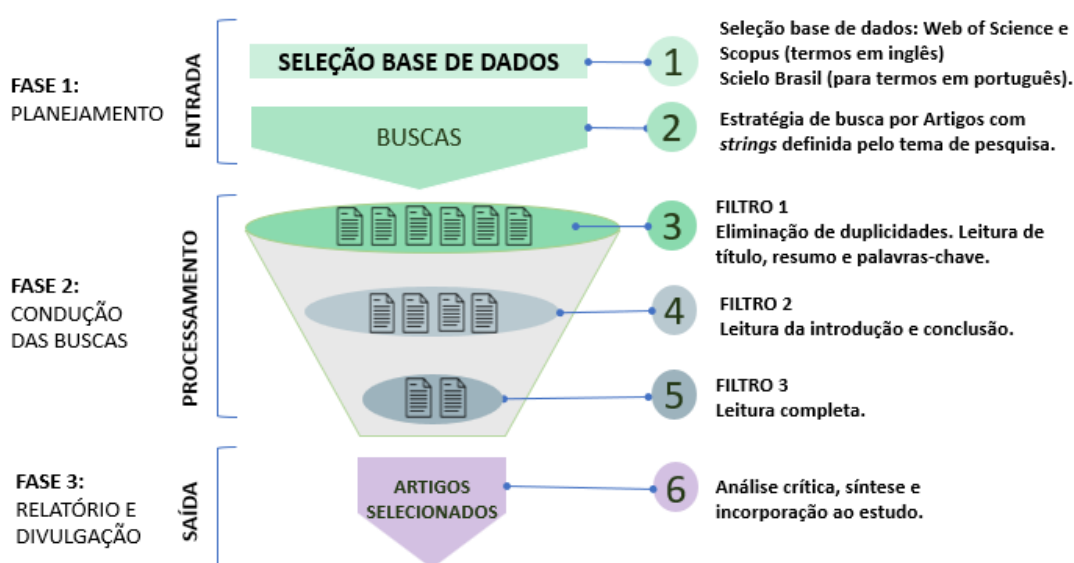 FASE 1:
PLANEJAMENTO
ENTRADA
SELEÇÃO BASE DE DADOS
1
Seleção base de dados: Web of Science e
Scopus (termos em inglês)
Scielo Brasil (para termos em português).
BUSCAS
2
Estratégia de busca por Artigos com
strings definida pelo tema de pesquisa.
FASE 2:
CONDUÇÃO
DAS BUSCAS
PROCESSAMENTO
3
FILTRO 1
Eliminação de duplicidades. Leitura de
título, resumo e palavras-chave.
4
FILTRO 2
Leitura da introdução e conclusão.
5
FILTRO 3
Leitura completa.
FASE 3:
RELATÓRIO E
DIVULGAÇÃO
SAÍDA
ARTIGOS
SELECIONADOS
6
Análise crítica, síntese e
incorporação ao estudo.